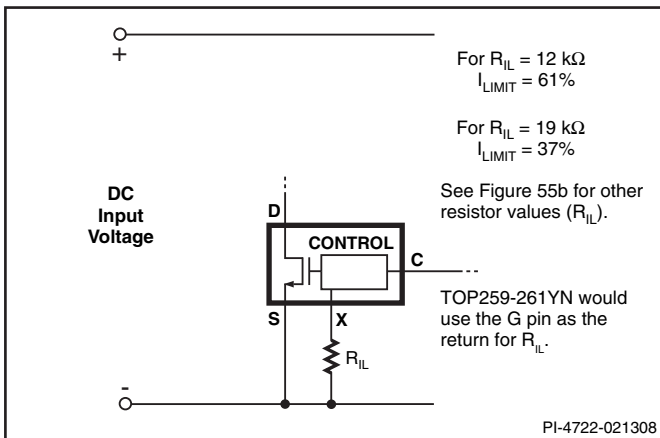 +
For R_IL = 12 kΩ
I_LIMIT = 61%
For R_IL = 19 kΩ
I_LIMIT = 37%
See Figure 55b for other
resistor values (R_IL).
DC
Input
Voltage
D
CONTROL
C
S
X
TOP259-261YN would
use the G pin as the
return for R_IL.
R_IL
-
PI-4722-021308